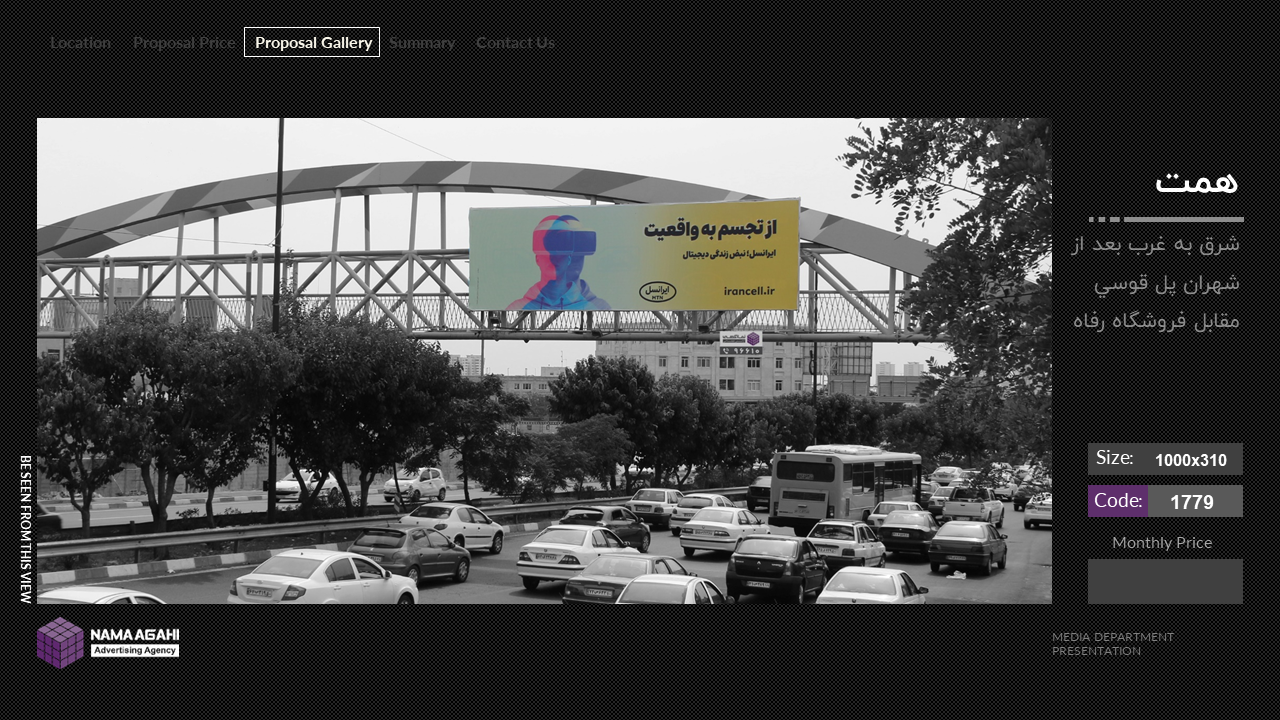 Location
Proposal Price
Proposal Gallery
Summary
Contact Us
همت
شرق به غرب بعد از
شهران پل قوسي
مقابل فروشگاه رفاه
از تجسم به واقعیت
ایرانسل؛ نبض زندگی دیجیتال
ایرانسل
MTN
irancell.ir
۹۶۶۱۰
Size: 1000x310
Code: 1779
Monthly Price
BE SEEN FROM THIS VIEW
NAMA AGAHI
Advertising Agency
MEDIA DEPARTMENT
PRESENTATION